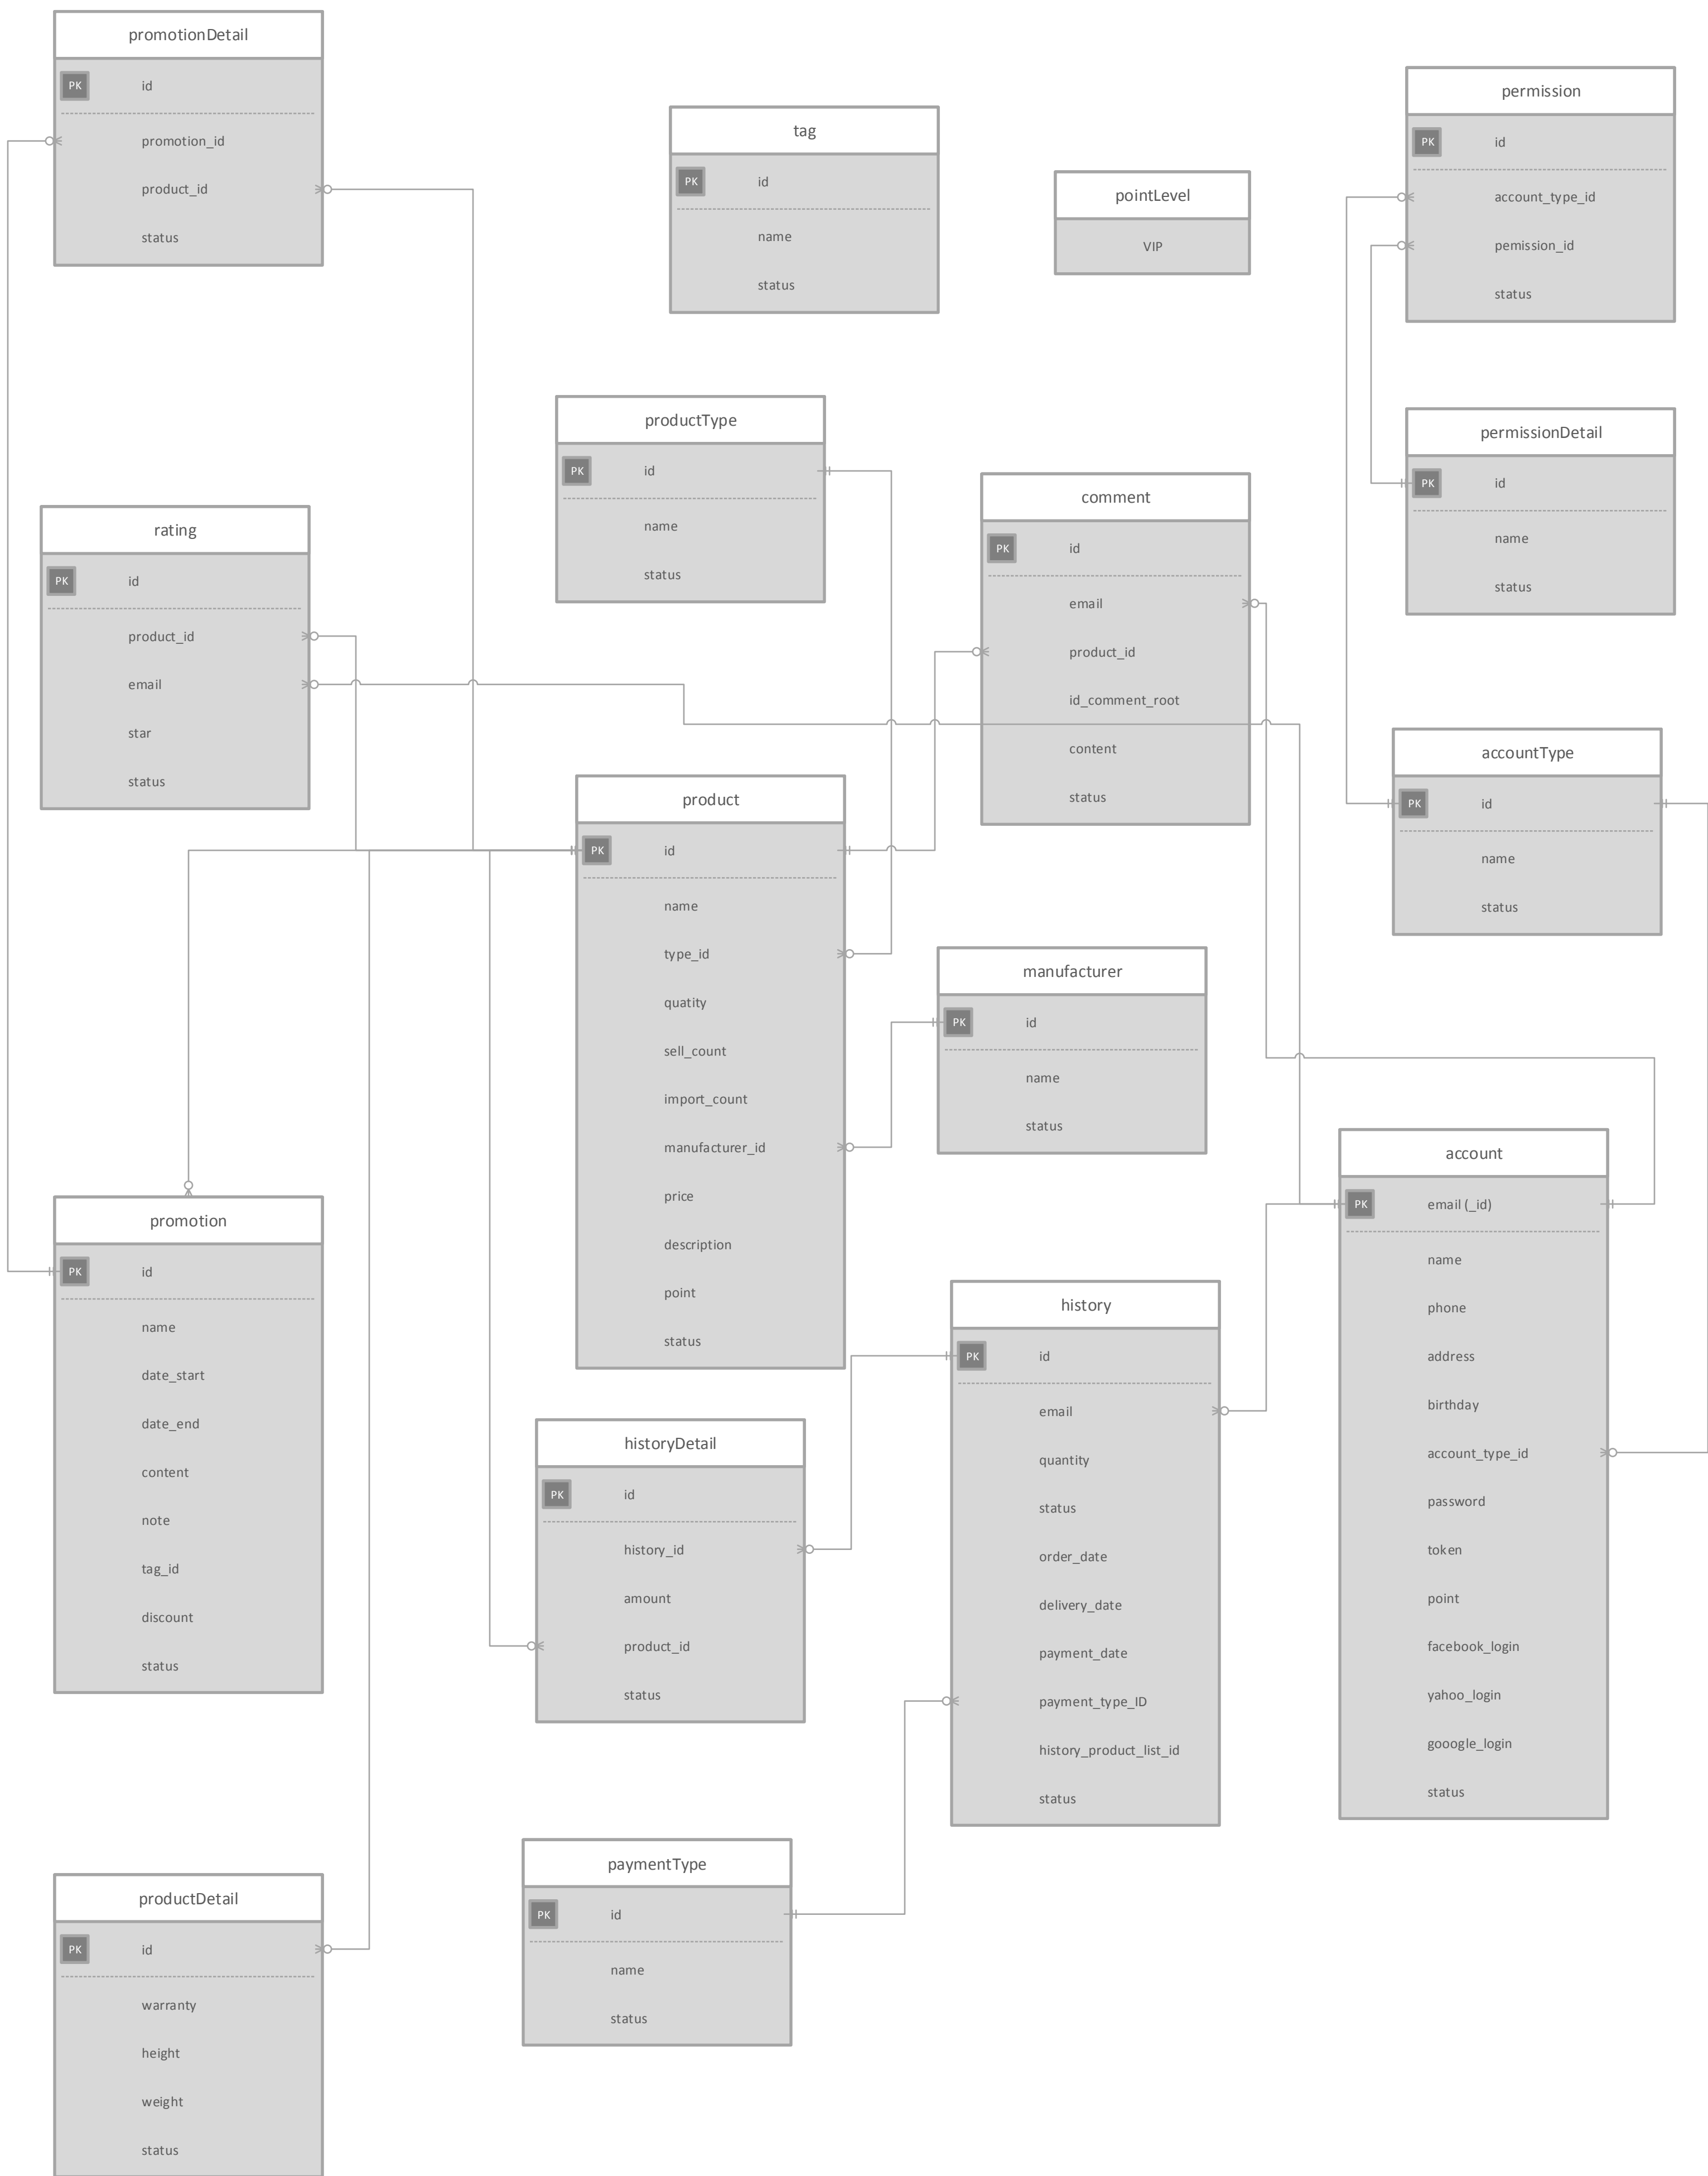 promotionDetail
PK id
promotion_id
product_id
status
tag
PK id
name
status
pointLevel
VIP
permission
PK id
account_type_id
pemission_id
status
productType
PK id
name
status
permissionDetail
PK id
name
status
comment
PK id
email
product_id
id_comment_root
content
status
rating
PK id
product_id
email
star
status
accountType
PK id
name
status
product
PK id
name
type_id
quatity
sell_count
import_count
manufacturer_id
price
description
point
status
manufacturer
PK id
name
status
account
PK email (_id)
name
phone
address
birthday
account_type_id
password
token
point
facebook_login
yahoo_login
gooogle_login
status
promotion
PK id
name
date_start
date_end
content
note
tag_id
discount
status
history
PK id
email
quantity
status
order_date
delivery_date
payment_date
payment_type_ID
history_product_list_id
status
historyDetail
PK id
history_id
amount
product_id
status
paymentType
PK id
name
status
productDetail
PK id
warranty
height
weight
status